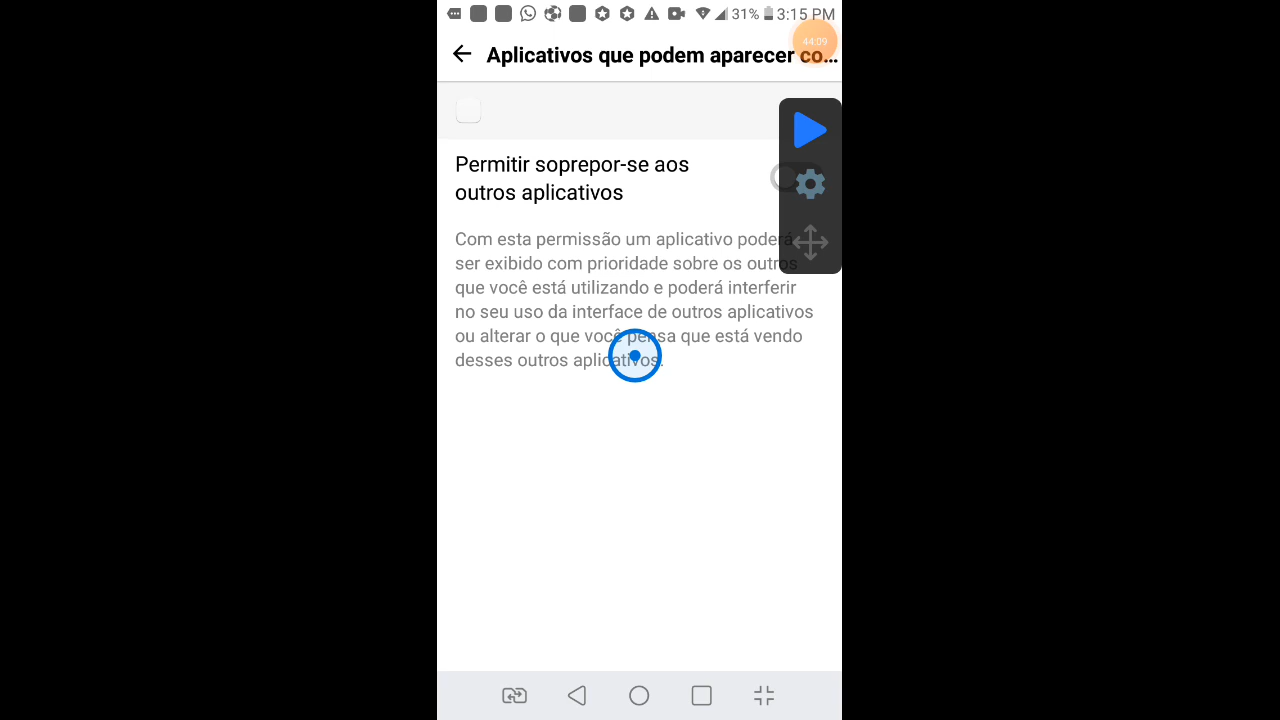 31% 3:15 PM
44:09
Aplicativos que podem aparecer co…
Permitir soprepor-se aos
outros aplicativos
Com esta permissão um aplicativo poderá
ser exibido com prioridade sobre os outros
que você está utilizando e poderá interferir
no seu uso da interface de outros aplicativos
ou alterar o que você pensa que está vendo
desses outros aplicativos.